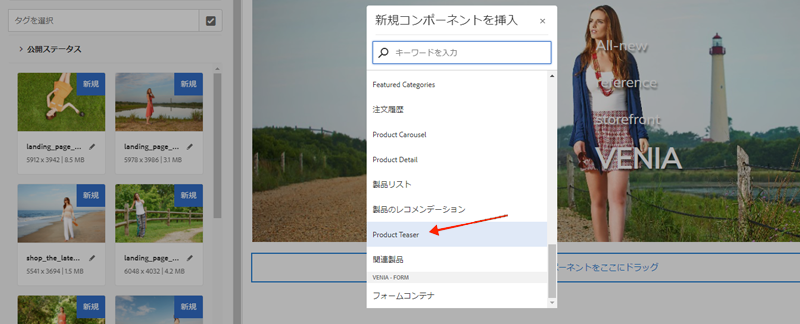 タグを選択
公開ステータス
新規
新規
landing_page_...
5912 x 3942 | 8.5 MB
landing_page_...
5978 x 3986 | 3.1 MB
新規
新規
shop_the_late...
5541 x 3694 | 1.5 MB
landing_page_...
6048 x 4032 | 4.2 MB
新規
新規
新規コンポーネントを挿入
×
キーワードを入力
Featured Categories
注文履歴
Product Carousel
Product Detail
製品リスト
製品のレコメンデーション
Product Teaser
関連製品
VENIA - FORM
フォームコンテナ
All-new
reference
storefront
VENIA
ポーネントをここにドラッグ